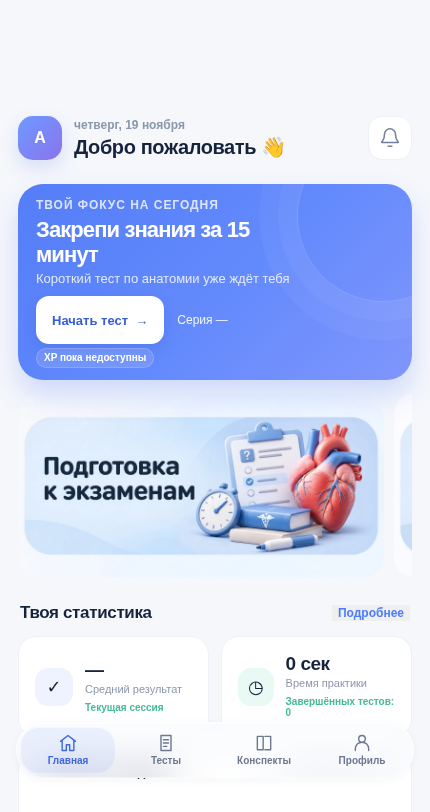 A
четверг, 19 ноября
Добро пожаловать 👋
ТВОЙ ФОКУС НА СЕГОДНЯ
Закрепи знания за 15
минут
Короткий тест по анатомии уже ждёт тебя
Начать тест →
Серия —
XP пока недоступны
Подготовка
к экзаменам
Твоя статистика
Подробнее
—
Средний результат
Текущая сессия
0 сек
Время практики
Завершённых тестов:
0
Главная
Тесты
Конспекты
Профиль